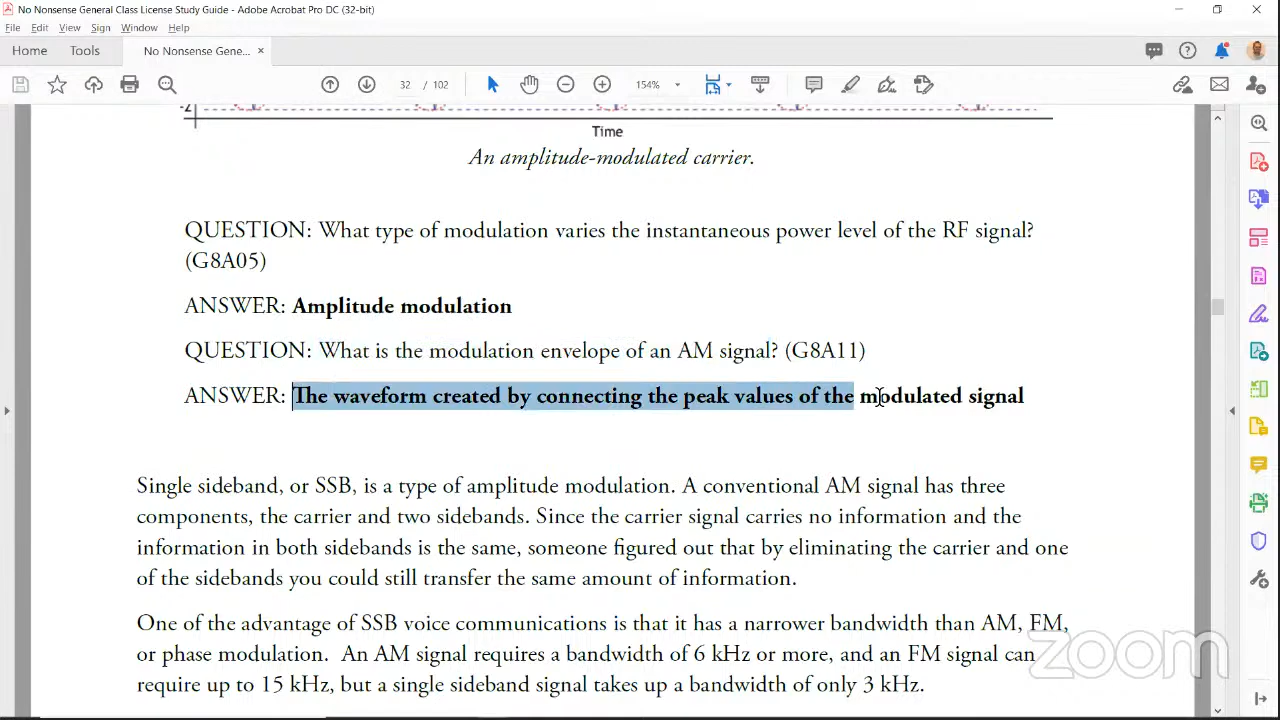 No Nonsense General Class License Study Guide - Adobe Acrobat Pro DC (32-bit)
File Edit View Sign Window Help
Home Tools No Nonsense Gene... ×
32 / 102 154%
-2
Time
An amplitude-modulated carrier.
QUESTION: What type of modulation varies the instantaneous power level of the RF signal?
(G8A05)
ANSWER: Amplitude modulation
QUESTION: What is the modulation envelope of an AM signal? (G8A11)
ANSWER: The waveform created by connecting the peak values of the modulated signal
Single sideband, or SSB, is a type of amplitude modulation. A conventional AM signal has three
components, the carrier and two sidebands. Since the carrier signal carries no information and the
information in both sidebands is the same, someone figured out that by eliminating the carrier and one
of the sidebands you could still transfer the same amount of information.
One of the advantage of SSB voice communications is that it has a narrower bandwidth than AM, FM,
or phase modulation. An AM signal requires a bandwidth of 6 kHz or more, and an FM signal can
require up to 15 kHz, but a single sideband signal takes up a bandwidth of only 3 kHz.
zoom